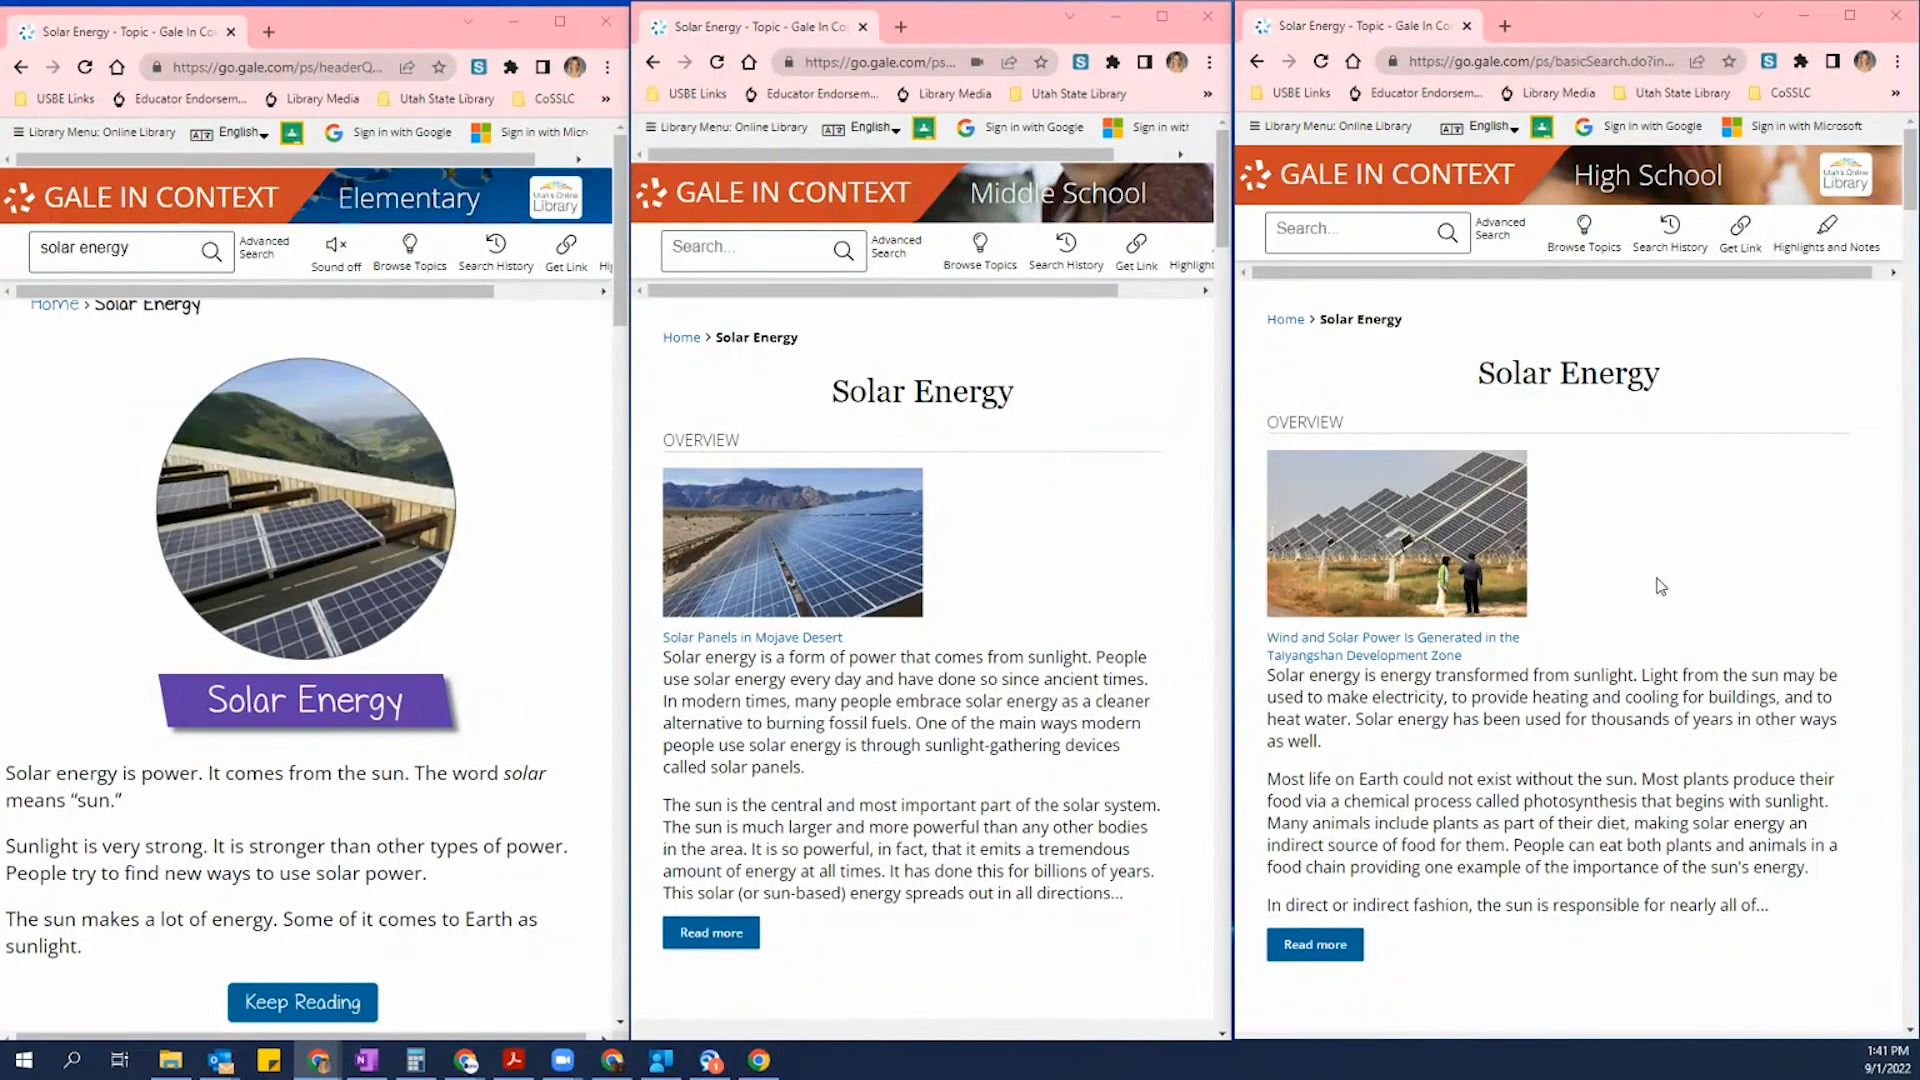 Solar Energy - Topic - Gale In Co
https://go.gale.com/ps/headerQ...
USBE Links
Educator Endorsem...
Library Media
Utah State Library
CoSSLC
»
Library Menu: Online Library
English
Sign in with Google
Sign in with Micr
GALE IN CONTEXT
Elementary
Utah's Online
Library
solar energy
Advanced
Search
Sound off
Browse Topics
Search History
Get Link
Hig
Home > Solar Energy
Solar Energy
Solar energy is power. It comes from the sun. The word solar
means “sun.”
Sunlight is very strong. It is stronger than other types of power.
People try to find new ways to use solar power.
The sun makes a lot of energy. Some of it comes to Earth as
sunlight.
Keep Reading
Solar Energy - Topic - Gale In Co
https://go.gale.com/ps...
USBE Links
Educator Endorsem...
Library Media
Utah State Library
»
Library Menu: Online Library
English
Sign in with Google
Sign in wit
GALE IN CONTEXT
Middle School
Search...
Advanced
Search
Browse Topics
Search History
Get Link
Highlight
Home > Solar Energy
Solar Energy
OVERVIEW
Solar Panels in Mojave Desert
Solar energy is a form of power that comes from sunlight. People
use solar energy every day and have done so since ancient times.
In modern times, many people embrace solar energy as a cleaner
alternative to burning fossil fuels. One of the main ways modern
people use solar energy is through sunlight-gathering devices
called solar panels.
The sun is the central and most important part of the solar system.
The sun is much larger and more powerful than any other bodies
in the area. It is so powerful, in fact, that it emits a tremendous
amount of energy at all times. It has done this for billions of years.
This solar (or sun-based) energy spreads out in all directions...
Read more
Solar Energy - Topic - Gale In Co
https://go.gale.com/ps/basicSearch.do?in...
USBE Links
Educator Endorsem...
Library Media
Utah State Library
CoSSLC
»
Library Menu: Online Library
English
Sign in with Google
Sign in with Microsoft
GALE IN CONTEXT
High School
Utah's Online
Library
Search...
Advanced
Search
Browse Topics
Search History
Get Link
Highlights and Notes
Home > Solar Energy
Solar Energy
OVERVIEW
Wind and Solar Power Is Generated in the
Taiyangshan Development Zone
Solar energy is energy transformed from sunlight. Light from the sun may be
used to make electricity, to provide heating and cooling for buildings, and to
heat water. Solar energy has been used for thousands of years in other ways
as well.
Most life on Earth could not exist without the sun. Most plants produce their
food via a chemical process called photosynthesis that begins with sunlight.
Many animals include plants as part of their diet, making solar energy an
indirect source of food for them. People can eat both plants and animals in a
food chain providing one example of the importance of the sun's energy.
In direct or indirect fashion, the sun is responsible for nearly all of...
Read more
1:41 PM
9/1/2022